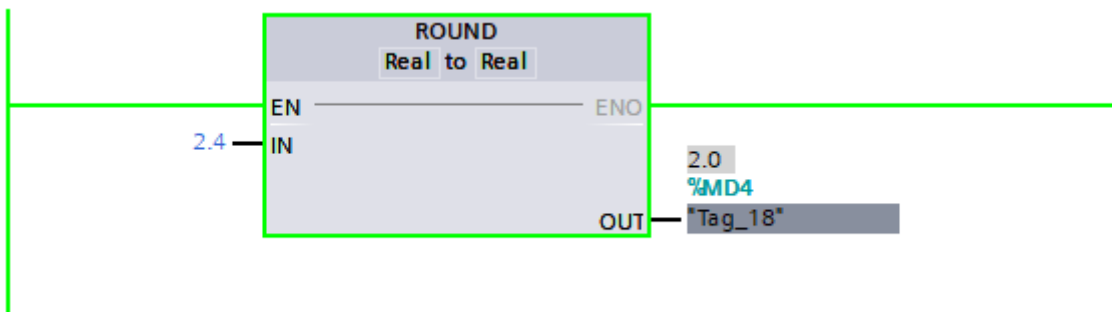 ROUND
Real to Real
EN ENO
2.4 IN
2.0
%MD4
OUT "Tag_18"